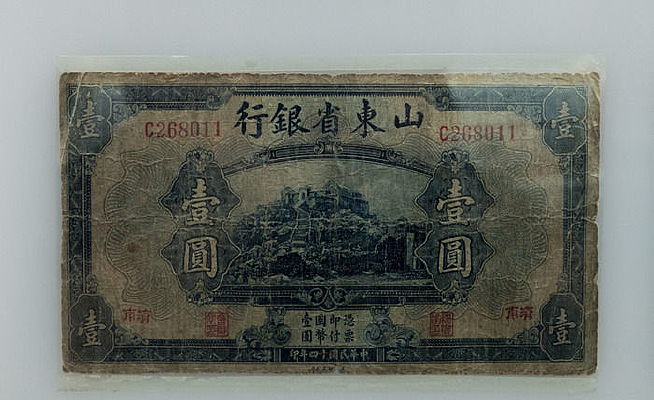 山東省銀行
C268011
C268011
壹
壹
壹圓
壹圓
憑票即付國幣壹圓
壹
壹
中華民國十四年印